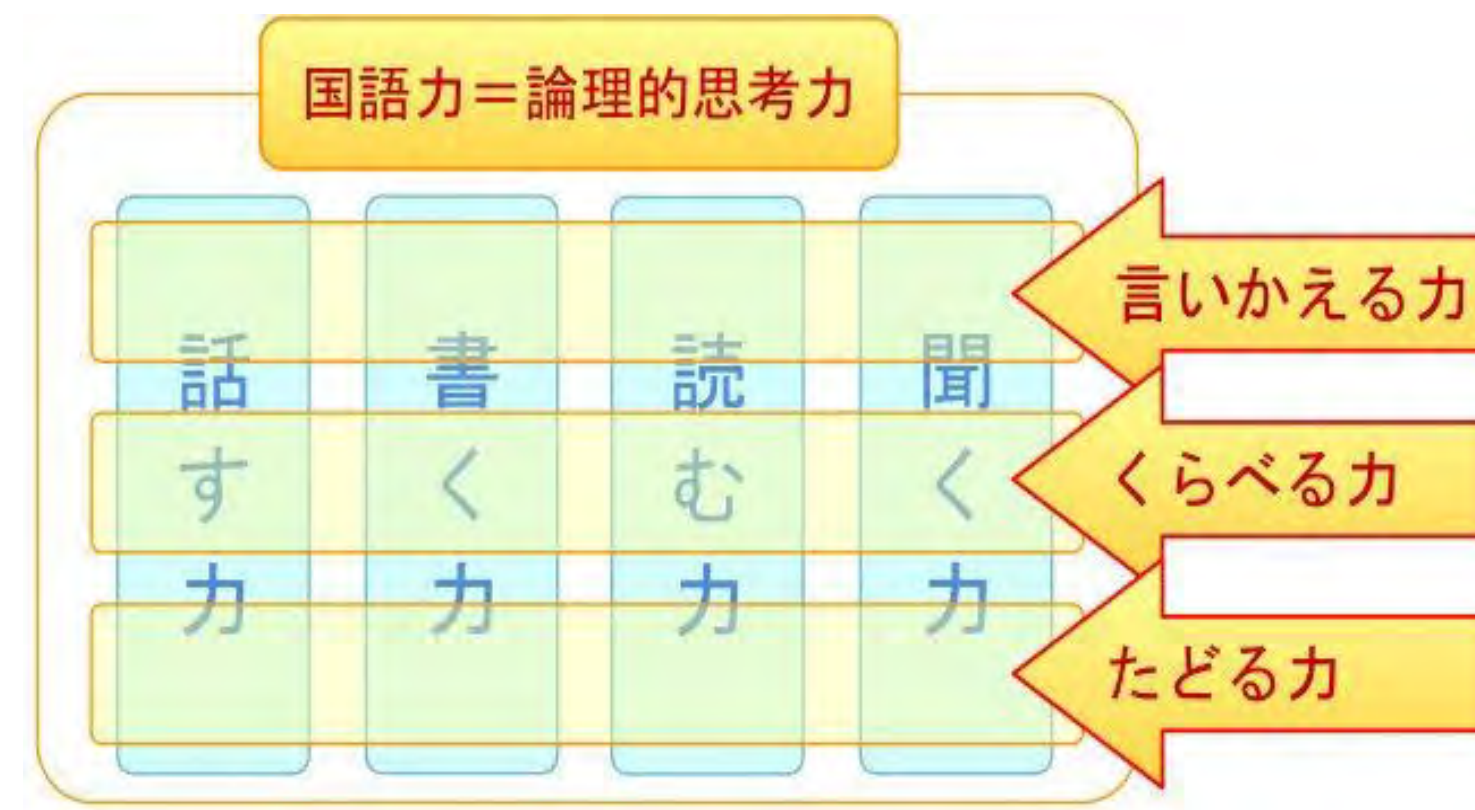 国語力＝論理的思考力
話す力
書く力
読む力
聞く力
言いかえる力
くらべる力
たどる力